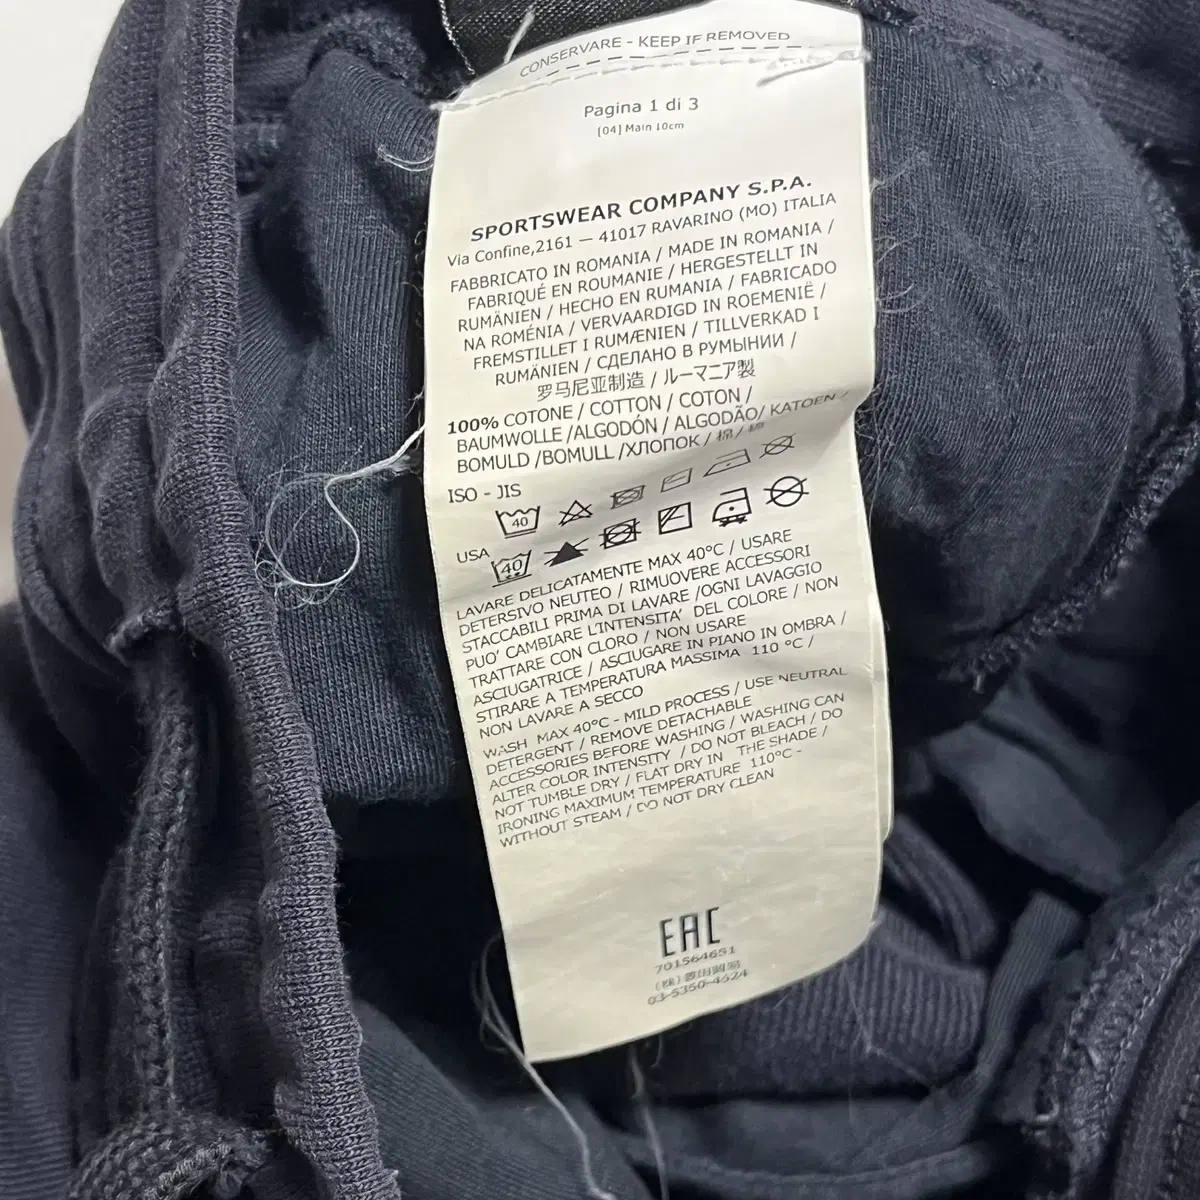 CONSERVARE - KEEP IF REMOVED
Pagina 1 di 3
[04] Main 10cm
SPORTSWEAR COMPANY S.P.A.
Via Confine,2161 — 41017 RAVARINO (MO) ITALIA
FABBRICATO IN ROMANIA / MADE IN ROMANIA /
FABRIQUÉ EN ROUMANIE / HERGESTELLT IN
RUMÄNIEN / HECHO EN RUMANIA / FABRICADO
NA ROMÉNIA / VERVAARDIGD IN ROEMENIË /
FREMSTILLET I RUMÆNIEN / TILLVERKAD I
RUMÄNIEN / СДЕЛАНО В РУМЫНИИ /
罗马尼亚制造 / ルーマニア製
100% COTONE / COTTON / COTON /
BAUMWOLLE /ALGODÓN / ALGODÃO/ KATOEN /
BOMULD /BOMULL /ХЛОПОК / 棉/ 綿
ISO - JIS
40
USA
40
LAVARE DELICATAMENTE MAX 40°C / USARE
DETERSIVO NEUTEO / RIMUOVERE ACCESSORI
STACCABILI PRIMA DI LAVARE /OGNI LAVAGGIO
PUO' CAMBIARE L'INTENSITA' DEL COLORE / NON
TRATTARE CON CLORO / NON USARE
ASCIUGATRICE / ASCIUGARE IN PIANO IN OMBRA /
STIRARE A TEMPERATURA MASSIMA 110 °C /
NON LAVARE A SECCO
WASH MAX 40°C - MILD PROCESS / USE NEUTRAL
DETERGENT / REMOVE DETACHABLE
ACCESSORIES BEFORE WASHING / WASHING CAN
ALTER COLOR INTENSITY / DO NOT BLEACH / DO
NOT TUMBLE DRY / FLAT DRY IN THE SHADE /
IRONING MAXIMUM TEMPERATURE 110°C -
WITHOUT STEAM / DO NOT DRY CLEAN
EAC
701564651
(株)
03-5360-4624